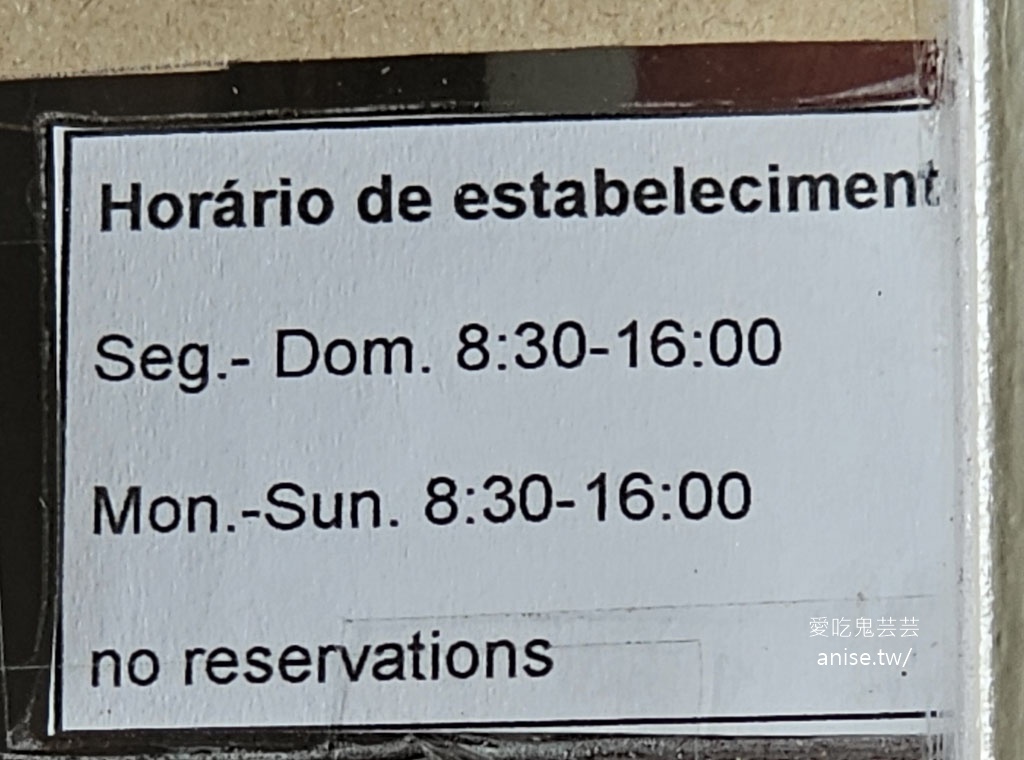 Horário de estabeleciment
Seg.- Dom. 8:30-16:00
Mon.-Sun. 8:30-16:00
no reservations
愛吃鬼芸芸
anise.tw/